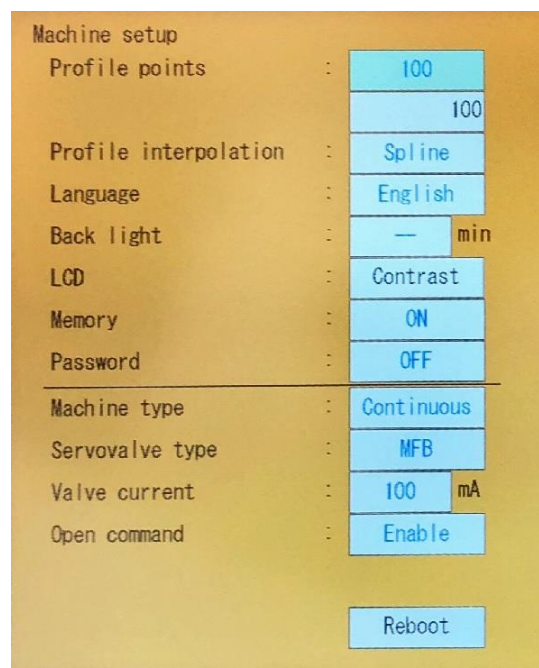 Machine setup
Profile points : 100
100
Profile interpolation : Spline
Language : English
Back light : — min
LCD : Contrast
Memory : ON
Password : OFF
Machine type : Continuous
Servovalve type : MFB
Valve current : 100 mA
Open command : Enable
Reboot